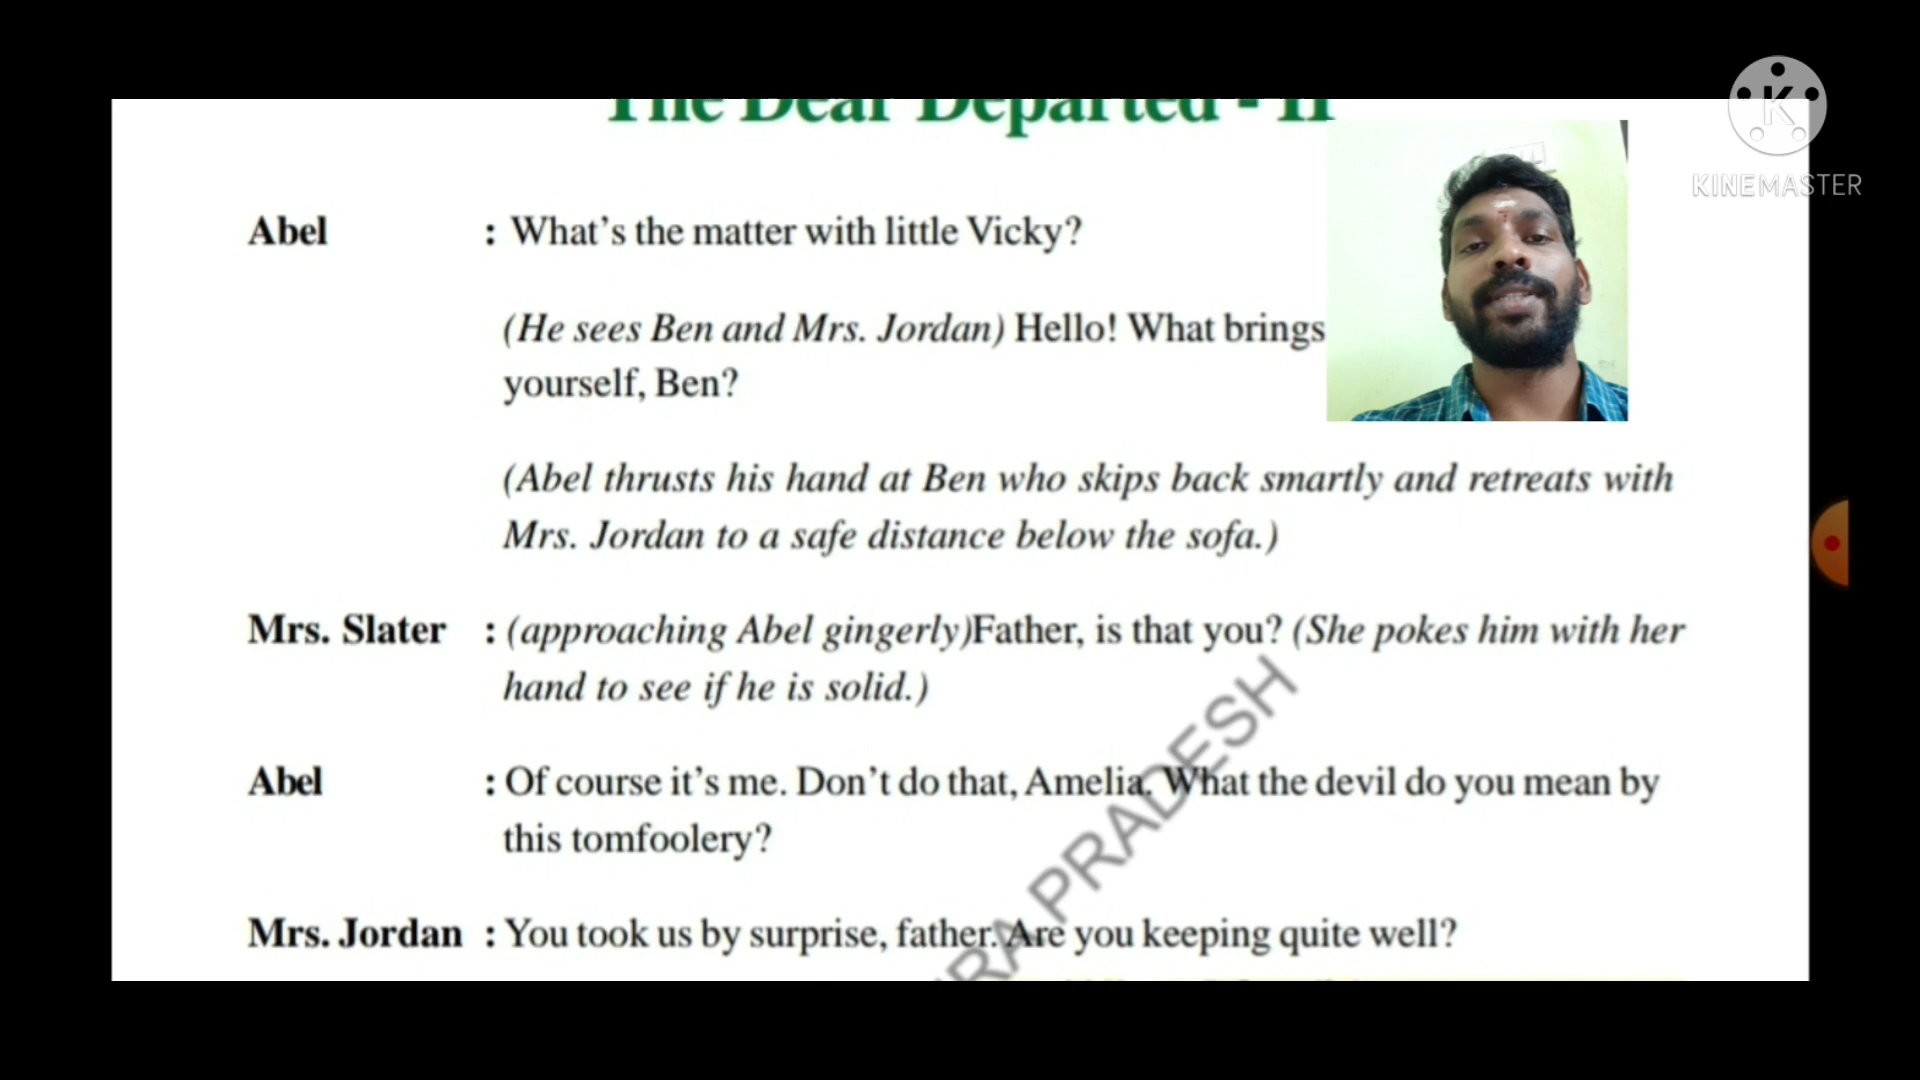 The Dear Departed - II
K
KINEMASTER
Abel : What's the matter with little Vicky?
(He sees Ben and Mrs. Jordan) Hello! What brings
yourself, Ben?
(Abel thrusts his hand at Ben who skips back smartly and retreats with
Mrs. Jordan to a safe distance below the sofa.)
Mrs. Slater : (approaching Abel gingerly)Father, is that you? (She pokes him with her
hand to see if he is solid.)
Abel : Of course it's me. Don't do that, Amelia. What the devil do you mean by
this tomfoolery?
Mrs. Jordan : You took us by surprise, father. Are you keeping quite well?
RA PRADESH